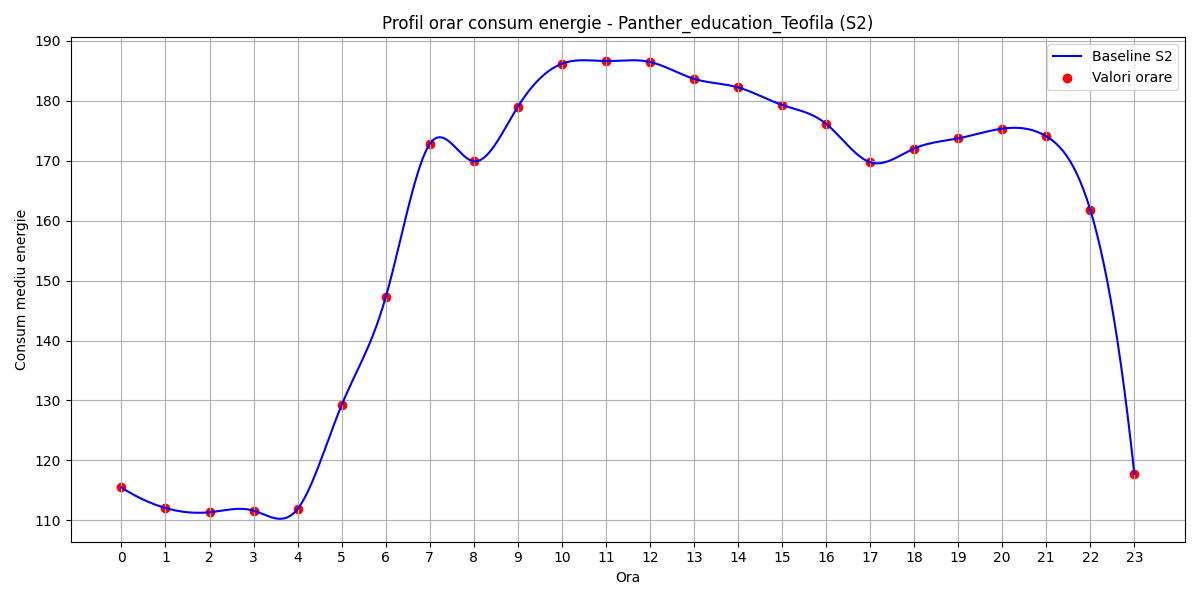 Profil orar consum energie - Panther_education_Teofila (S2)
Baseline S2
Valori orare
Consum mediu energie
190
180
170
160
150
140
130
120
110
0 1 2 3 4 5 6 7 8 9 10 11 12 13 14 15 16 17 18 19 20 21 22 23
Ora